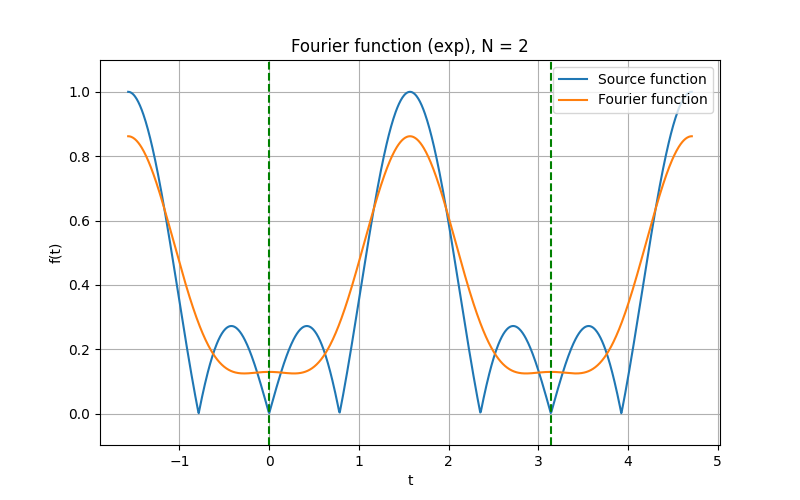 Fourier function (exp), N = 2
Source function
Fourier function
f(t)
1.0
0.8
0.6
0.4
0.2
0.0
−1 0 1 2 3 4 5
t